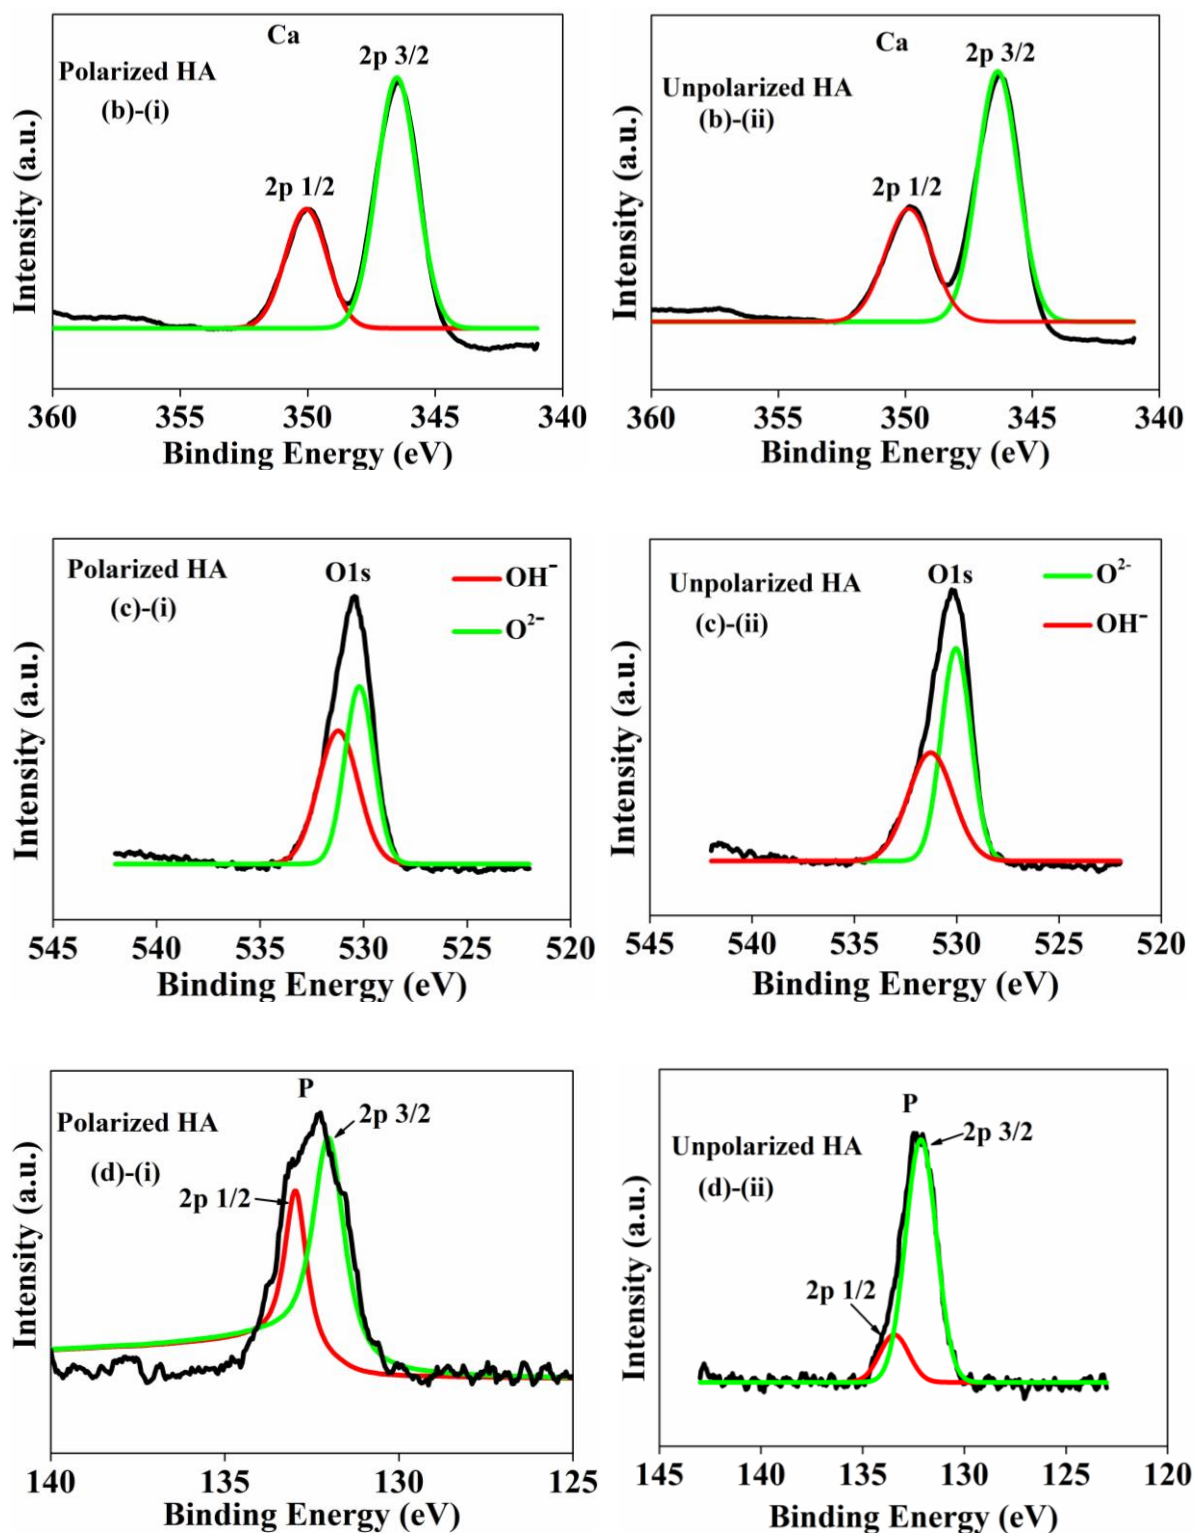 Ca
Polarized HA
(b)-(i)
2p 3/2
2p 1/2
Intensity (a.u.)
360 355 350 345 340
Binding Energy (eV)
Ca
Unpolarized HA
(b)-(ii)
2p 3/2
2p 1/2
Intensity (a.u.)
360 355 350 345 340
Binding Energy (eV)
Polarized HA
(c)-(i)
O1s
OH⁻
O²⁻
Intensity (a.u.)
545 540 535 530 525 520
Binding Energy (eV)
Unpolarized HA
(c)-(ii)
O1s
O²⁻
OH⁻
Intensity (a.u.)
545 540 535 530 525 520
Binding Energy (eV)
P
Polarized HA
(d)-(i)
2p 3/2
2p 1/2
Intensity (a.u.)
140 135 130 125
Binding Energy (eV)
P
Unpolarized HA
(d)-(ii)
2p 3/2
2p 1/2
Intensity (a.u.)
145 140 135 130 125 120
Binding Energy (eV)